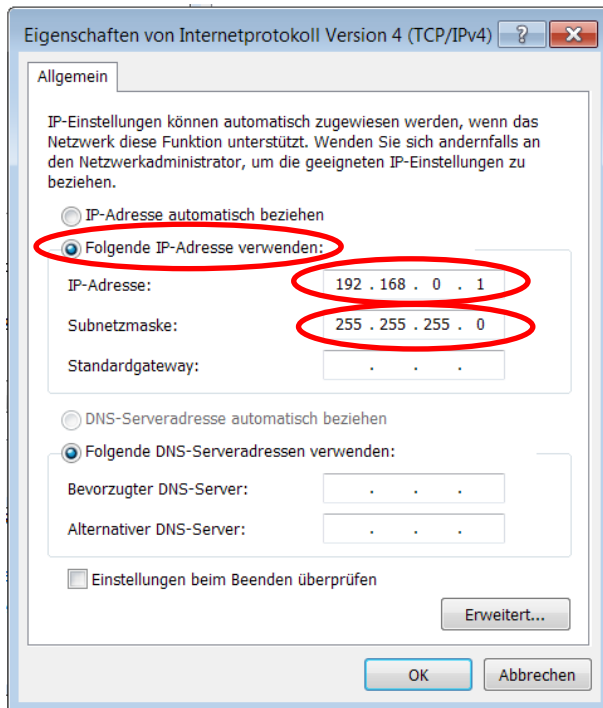 Eigenschaften von Internetprotokoll Version 4 (TCP/IPv4) ?
Allgemein
IP-Einstellungen können automatisch zugewiesen werden, wenn das
Netzwerk diese Funktion unterstützt. Wenden Sie sich andernfalls an
den Netzwerkadministrator, um die geeigneten IP-Einstellungen zu
beziehen.
IP-Adresse automatisch beziehen
Folgende IP-Adresse verwenden:
IP-Adresse: 192 . 168 . 0 . 1
Subnetzmaske: 255 . 255 . 255 . 0
Standardgateway: . . .
DNS-Serveradresse automatisch beziehen
Folgende DNS-Serveradressen verwenden:
Bevorzugter DNS-Server: . . .
Alternativer DNS-Server: . . .
Einstellungen beim Beenden überprüfen
Erweitert...
OK Abbrechen